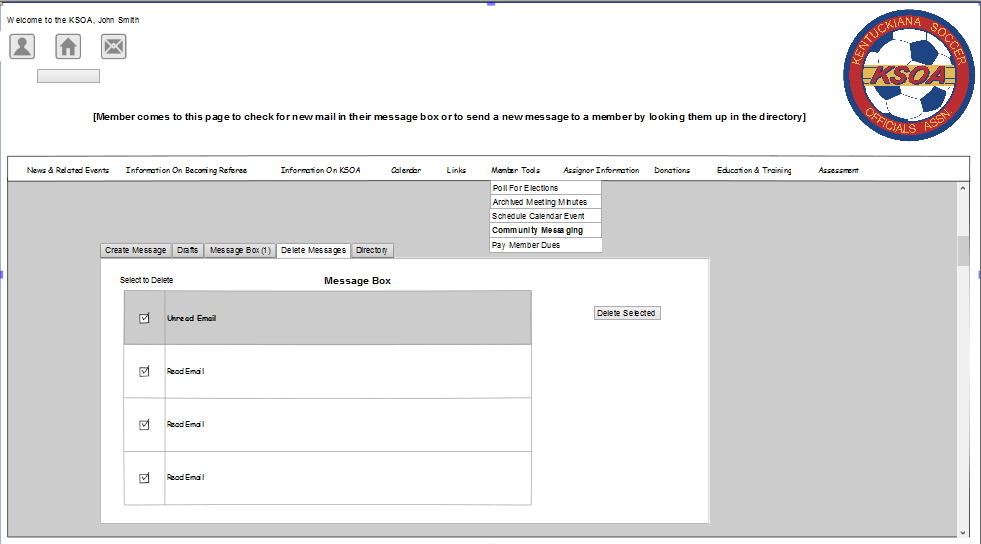 Welcome to the KSOA, John Smith
KENTUCKIANA SOCCER
KSOA
OFFICIALS ASSN.
[Member comes to this page to check for new mail in their message box or to send a new message to a member by looking them up in the directory]
News & Related Events Information On Becoming Referee Information On KSOA Calendar Links Member Tools Assignor Information Donations Education & Training Assessment
Poll For Elections
Archived Meeting Minutes
Schedule Calendar Event
Community Messaging
Pay Member Dues
Create Message Drafts Message Box (1) Delete Messages Directory
Select to Delete Message Box
Delete Selected
Unread Email
Read Email
Read Email
Read Email